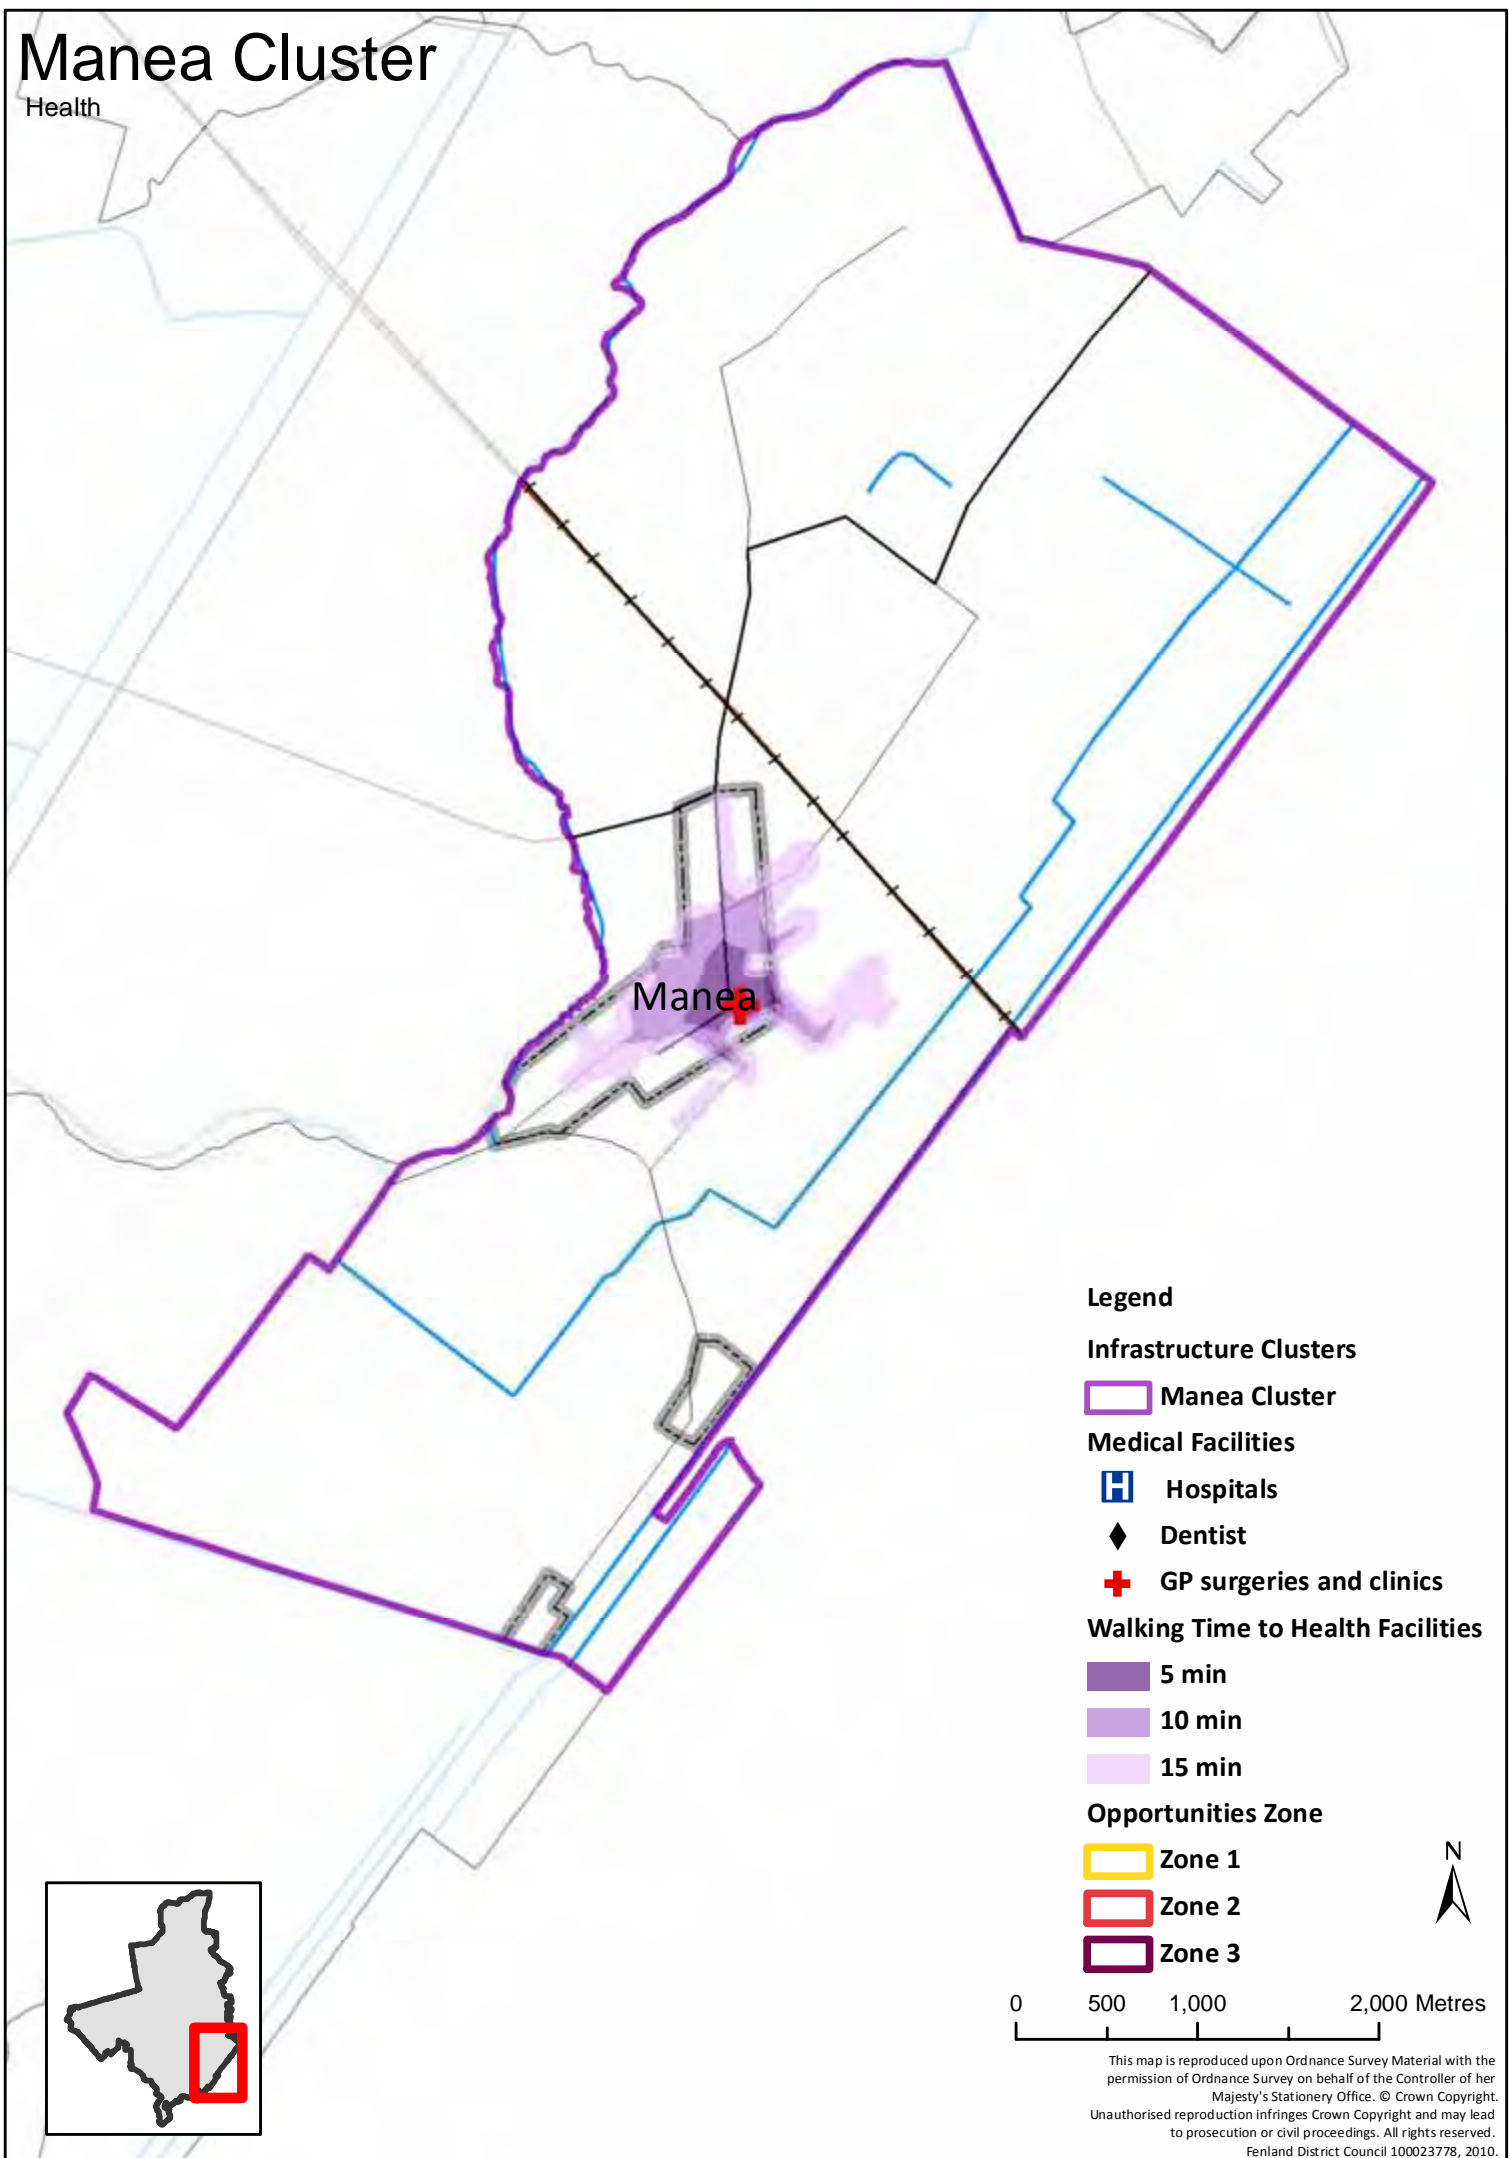 Manea Cluster
Health
Manea
Legend
Infrastructure Clusters
Manea Cluster
Medical Facilities
H Hospitals
Dentist
GP surgeries and clinics
Walking Time to Health Facilities
5 min
10 min
15 min
Opportunities Zone
Zone 1
Zone 2
Zone 3
N
0 500 1,000 2,000 Metres
This map is reproduced upon Ordnance Survey Material with the
permission of Ordnance Survey on behalf of the Controller of her
Majesty's Stationery Office. © Crown Copyright.
Unauthorised reproduction infringes Crown Copyright and may lead
to prosecution or civil proceedings. All rights reserved.
Fenland District Council 100023778, 2010.